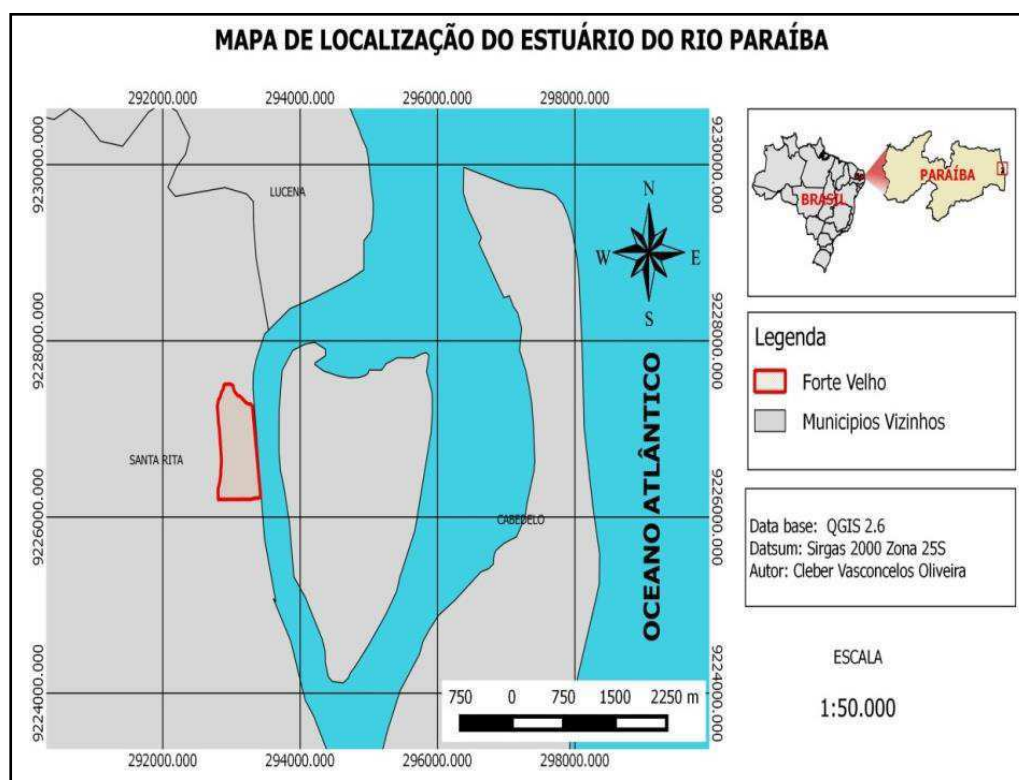 MAPA DE LOCALIZAÇÃO DO ESTUÁRIO DO RIO PARAÍBA
292000.000 294000.000 296000.000 298000.000
9230000.000
9228000.000
9226000.000
9224000.000
LUCENA
SANTA RITA
CABEDELO
N
W E
S
OCEANO ATLÂNTICO
9230000.000
9228000.000
9226000.000
9224000.000
750 0 750 1500 2250 m
292000.000 294000.000 296000.000 298000.000
BRASIL
PARAÍBA
Legenda
Forte Velho
Municipios Vizinhos
Data base: QGIS 2.6
Datsum: Sirgas 2000 Zona 25S
Autor: Cleber Vasconcelos Oliveira
ESCALA
1:50.000